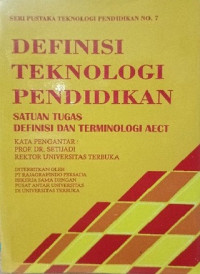 SERI PUSTAKA TEKNOLOGI PENDIDIKAN NO. 7
DEFINISI
TEKNOLOGI
PENDIDIKAN
SATUAN TUGAS
DEFINISI DAN TERMINOLOGI AECT
KATA PENGANTAR :
PROF. DR. SETIJADI
REKTOR UNIVERSITAS TERBUKA
DITERBITKAN OLEH
PT RAJAGRAFINDO PERSADA
BEKERJA SAMA DENGAN
PUSAT ANTAR UNIVERSITAS
DI UNIVERSITAS TERBUKA